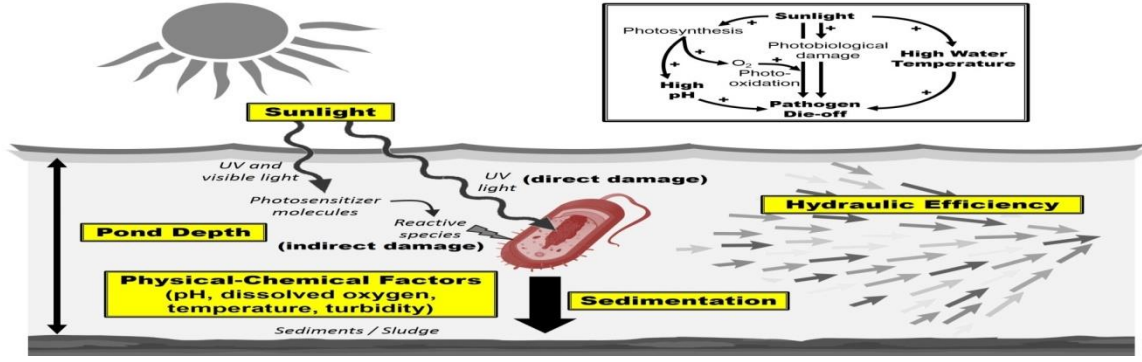 Sunlight
Photosynthesis
+
+
+
Photobiological
damage
High Water
Temperature
+
+
O2
Photo-
oxidation
+
High
pH
+
+
Pathogen
Die-off
Sunlight
UV and
visible light
UV
light
(direct damage)
Photosensitizer
molecules
Reactive
species
(indirect damage)
Hydraulic Efficiency
Pond Depth
Physical-Chemical Factors
(pH, dissolved oxygen,
temperature, turbidity)
Sedimentation
Sediments / Sludge